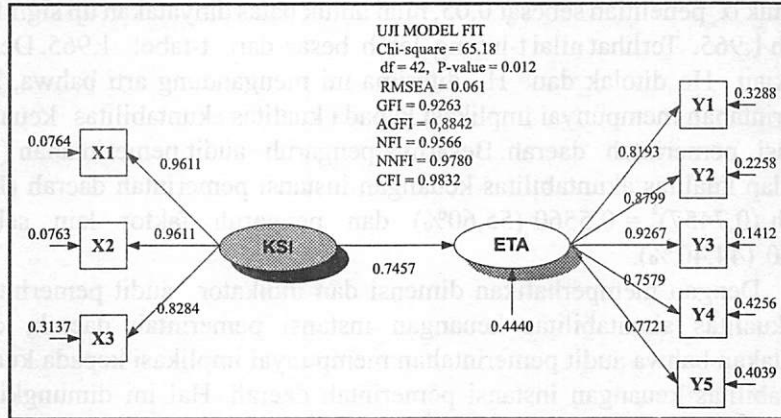 UJI MODEL FIT
Chi-square = 65.18
df = 42, P-value = 0.012
RMSEA = 0.061
GFI = 0.9263
AGFI = 0,8842
NFI = 0.9566
NNFI = 0.9780
CFI = 0.9832
0.0764
X1
0.9611
0.0763
X2
0.9611
0.3137
X3
0.8284
KSI
0.7457
ETA
0.4440
0.8193
Y1
0.3288
0.8799
Y2
0.2258
0.9267
Y3
0.1412
0.7579
Y4
0.4256
0.7721
Y5
0.4039